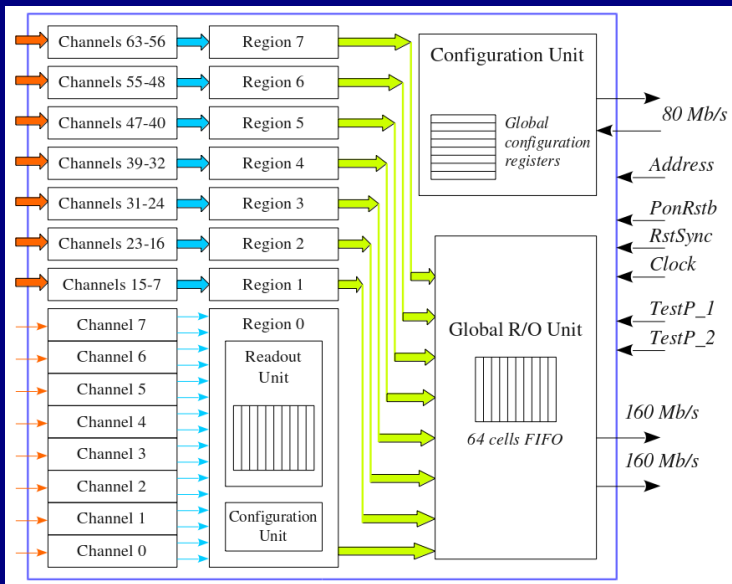 Channels 63-56
Region 7
Channels 55-48
Region 6
Channels 47-40
Region 5
Channels 39-32
Region 4
Channels 31-24
Region 3
Channels 23-16
Region 2
Channels 15-7
Region 1
Channel 7
Channel 6
Channel 5
Channel 4
Channel 3
Channel 2
Channel 1
Channel 0
Region 0
Readout
Unit
Configuration
Unit
Configuration Unit
Global
configuration
registers
Global R/O Unit
64 cells FIFO
80 Mb/s
Address
PonRstb
RstSync
Clock
TestP_1
TestP_2
160 Mb/s
160 Mb/s